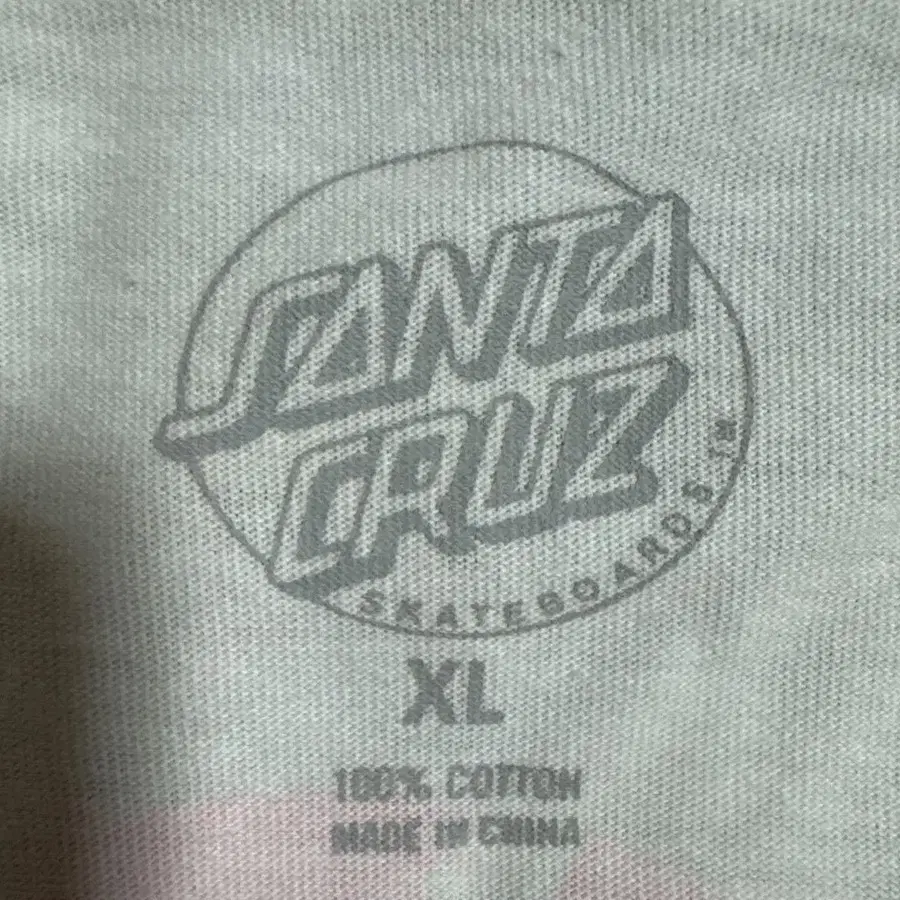 SANTA
CRUZ
SKATEBOARDS TM
XL
100% COTTON
MADE IN CHINA